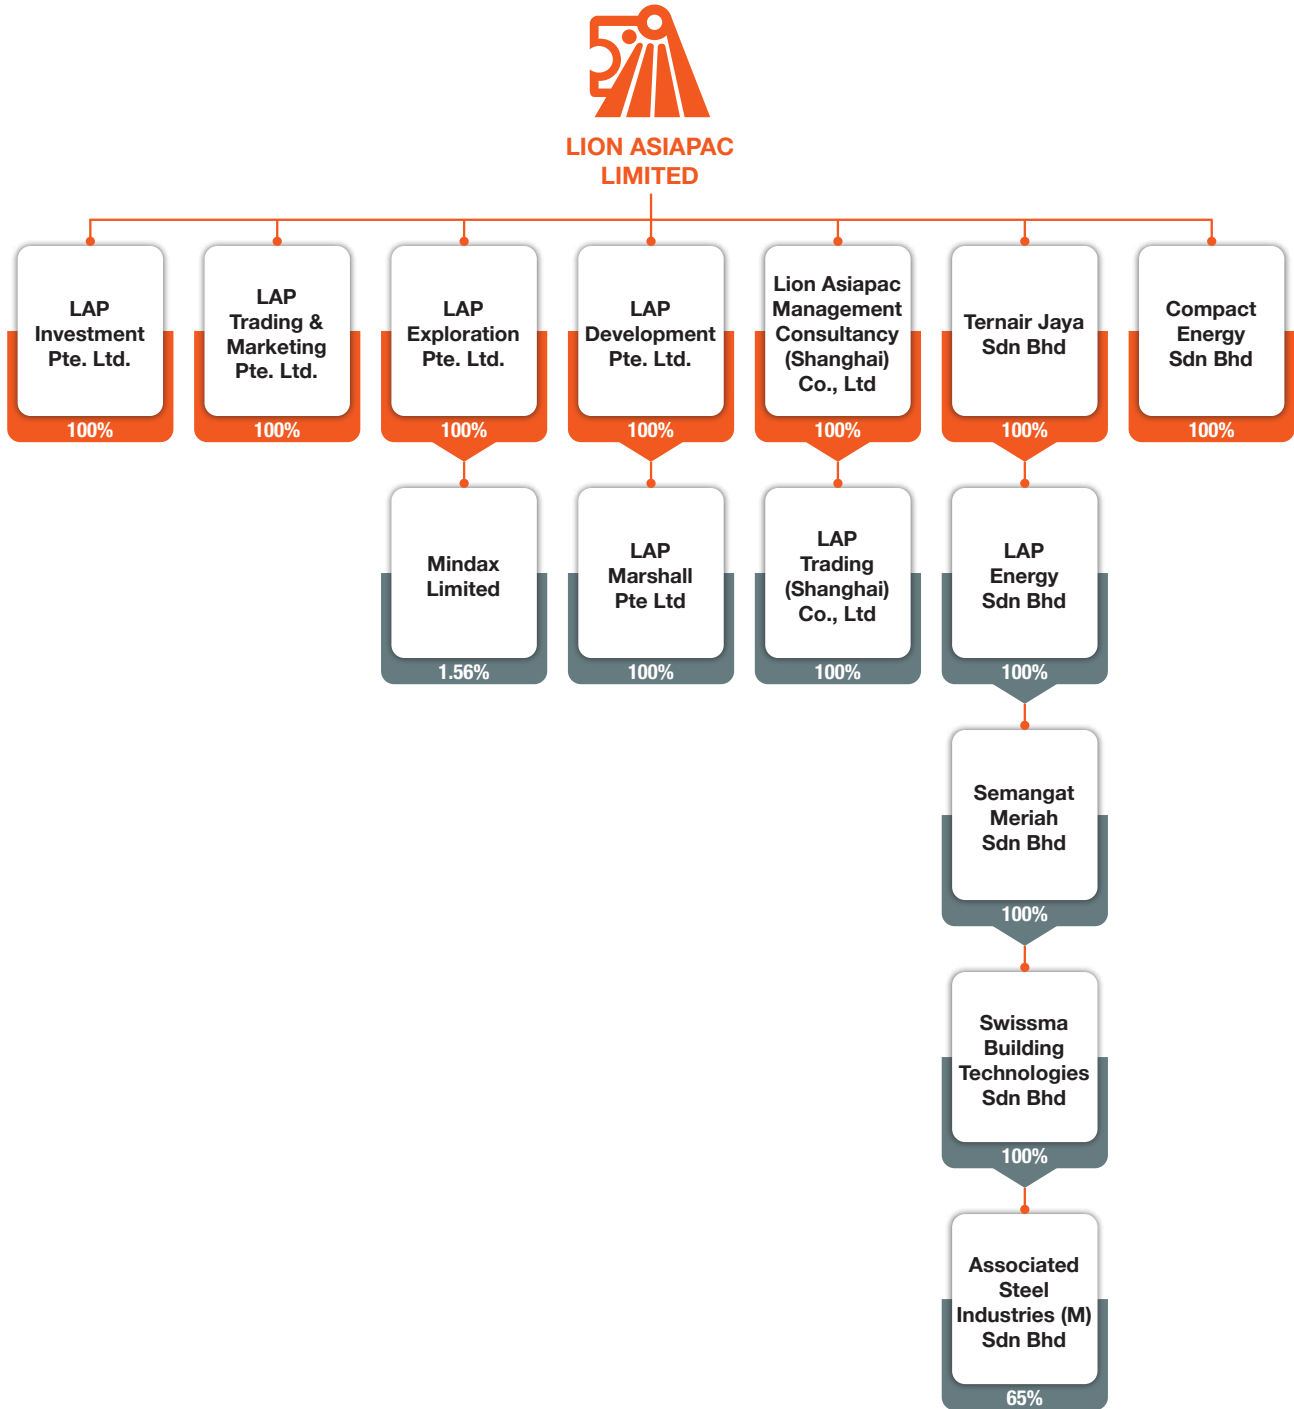 LION ASIAPAC
LIMITED
LAP
Investment
Pte. Ltd.
100%
LAP
Trading &
Marketing
Pte. Ltd.
100%
LAP
Exploration
Pte. Ltd.
100%
LAP
Development
Pte. Ltd.
100%
Lion Asiapac
Management
Consultancy
(Shanghai)
Co., Ltd
100%
Ternair Jaya
Sdn Bhd
100%
Compact
Energy
Sdn Bhd
100%
Mindax
Limited
1.56%
LAP
Marshall
Pte Ltd
100%
LAP
Trading
(Shanghai)
Co., Ltd
100%
LAP
Energy
Sdn Bhd
100%
Semangat
Meriah
Sdn Bhd
100%
Swissma
Building
Technologies
Sdn Bhd
100%
Associated
Steel
Industries (M)
Sdn Bhd
65%